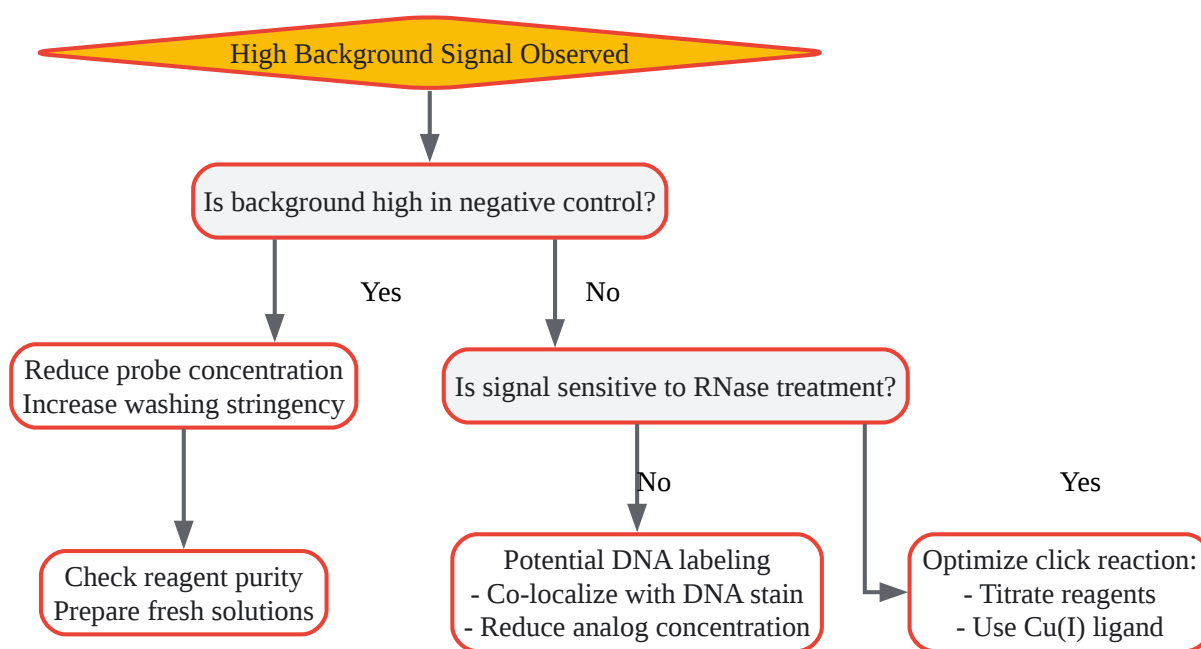 High Background Signal Observed
Is background high in negative control?
Yes
No
Reduce probe concentration
Increase washing stringency
Is signal sensitive to RNase treatment?
No
Yes
Check reagent purity
Prepare fresh solutions
Potential DNA labeling
- Co-localize with DNA stain
- Reduce analog concentration
Optimize click reaction:
- Titrate reagents
- Use Cu(I) ligand